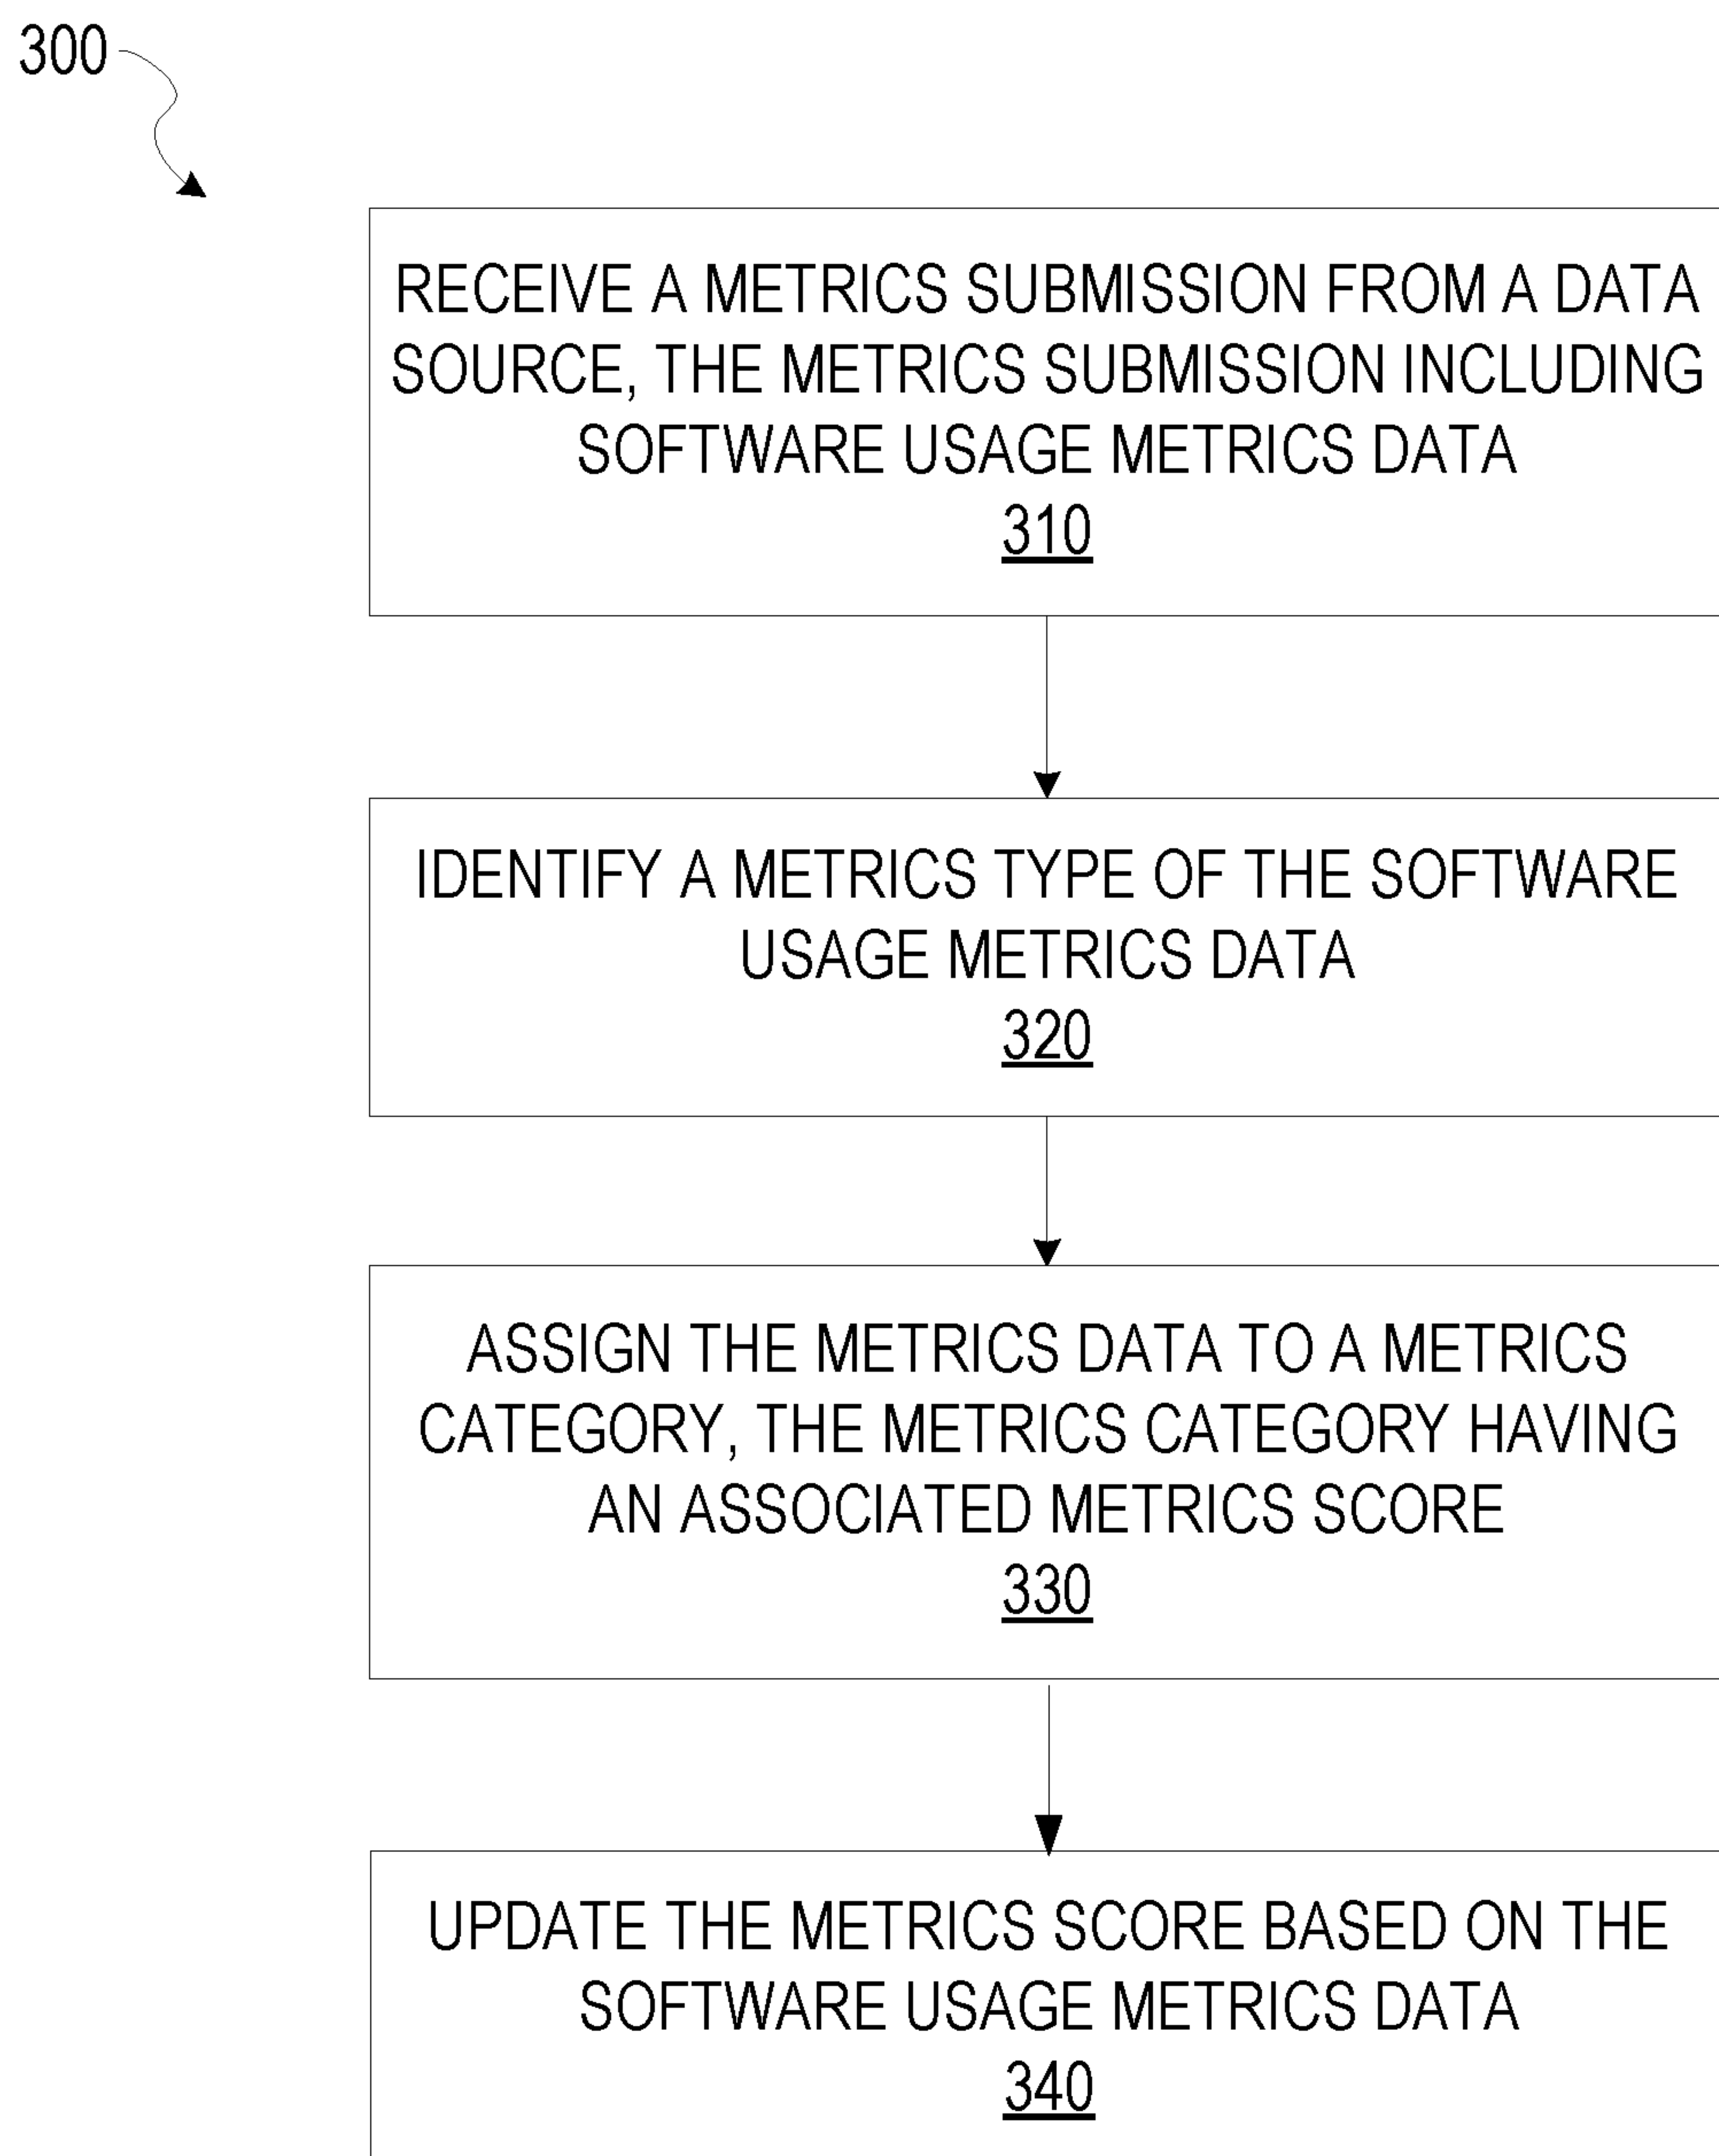 300
RECEIVE A METRICS SUBMISSION FROM A DATA
SOURCE, THE METRICS SUBMISSION INCLUDING
SOFTWARE USAGE METRICS DATA
310
IDENTIFY A METRICS TYPE OF THE SOFTWARE
USAGE METRICS DATA
320
ASSIGN THE METRICS DATA TO A METRICS
CATEGORY, THE METRICS CATEGORY HAVING
AN ASSOCIATED METRICS SCORE
330
UPDATE THE METRICS SCORE BASED ON THE
SOFTWARE USAGE METRICS DATA
340